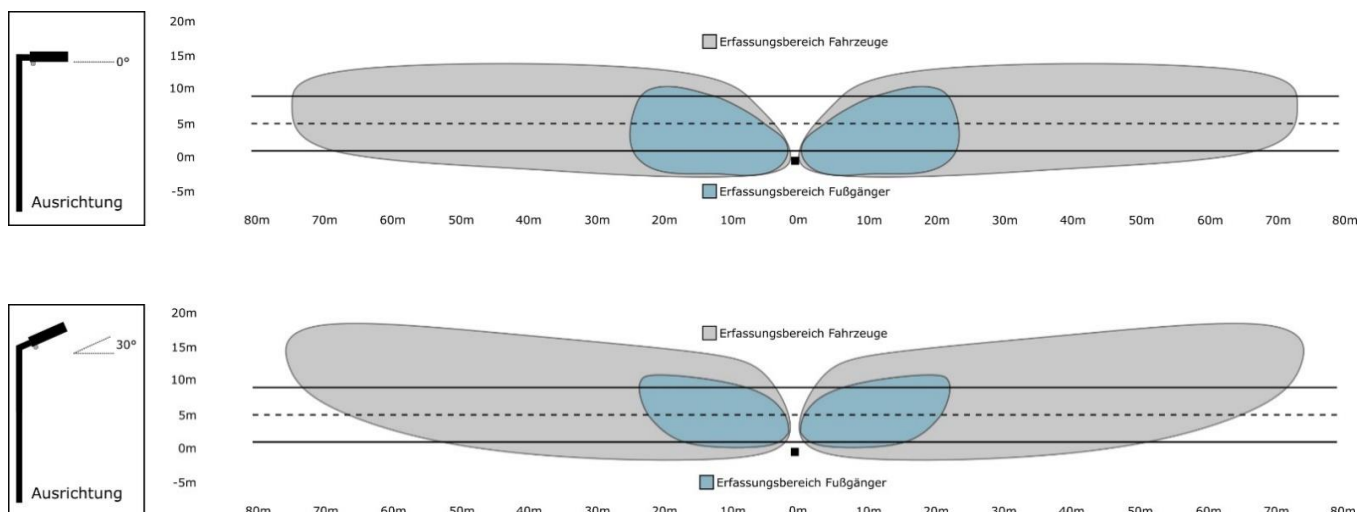 20m
Erfassungsbereich Fahrzeuge
15m
0°
10m
5m
0m
-5m
Erfassungsbereich Fußgänger
Ausrichtung
80m 70m 60m 50m 40m 30m 20m 10m 0m 10m 20m 30m 40m 50m 60m 70m 80m
20m
Erfassungsbereich Fahrzeuge
15m
30°
10m
5m
0m
-5m
Erfassungsbereich Fußgänger
Ausrichtung
80m 70m 60m 50m 40m 30m 20m 10m 0m 10m 20m 30m 40m 50m 60m 70m 80m